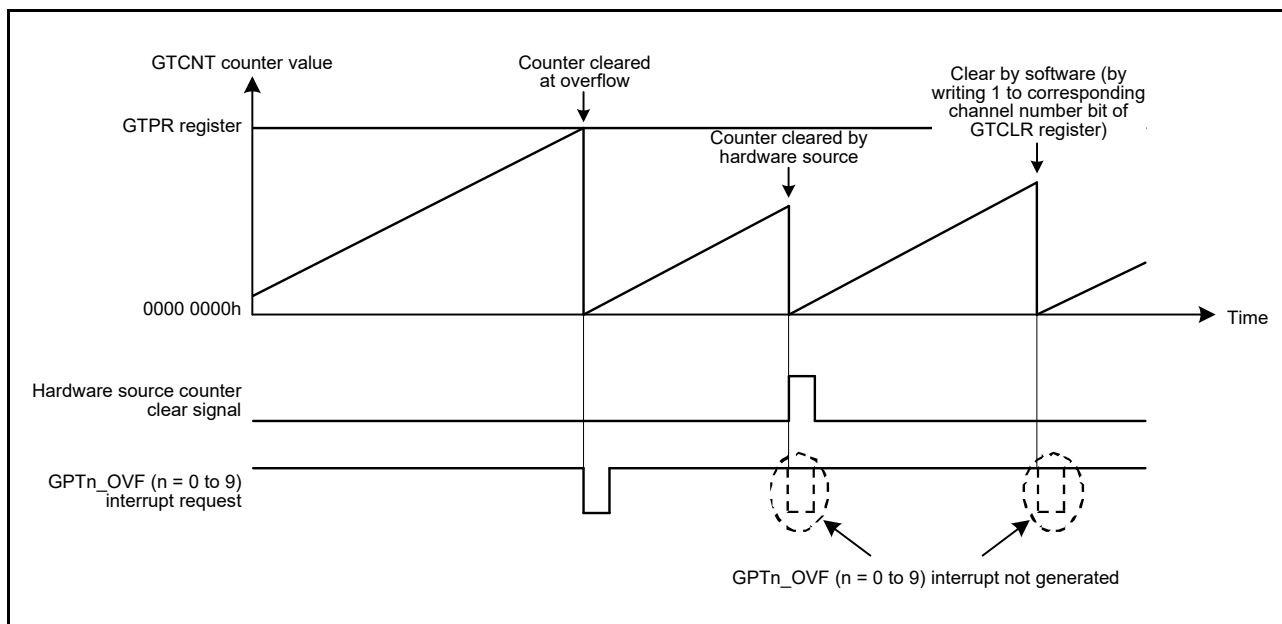 GTCNT counter value
Counter cleared
at overflow
Clear by software (by
writing 1 to corresponding
channel number bit of
GTCLR register)
GTPR register
Counter cleared by
hardware source
0000 0000h
Time
Hardware source counter
clear signal
GPTn_OVF (n = 0 to 9)
interrupt request
GPTn_OVF (n = 0 to 9) interrupt not generated